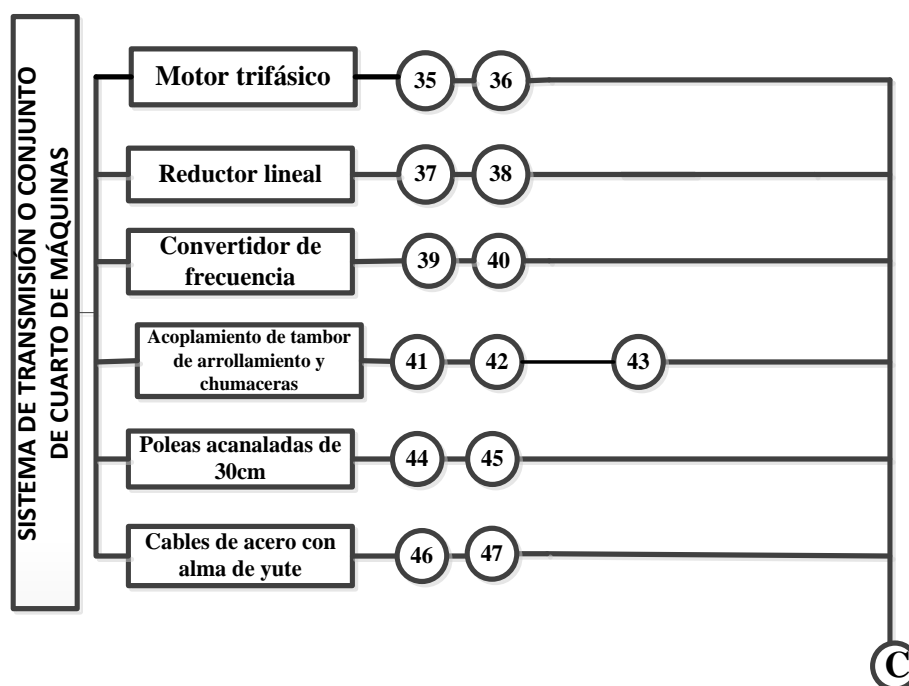 SISTEMA DE TRANSMISIÓN O CONJUNTO
DE CUARTO DE MÁQUINAS
Motor trifásico
35
36
Reductor lineal
37
38
Convertidor de
frecuencia
39
40
Acoplamiento de tambor
de arrollamiento y
chumaceras
41
42
43
Poleas acanaladas de
30cm
44
45
Cables de acero con
alma de yute
46
47
C